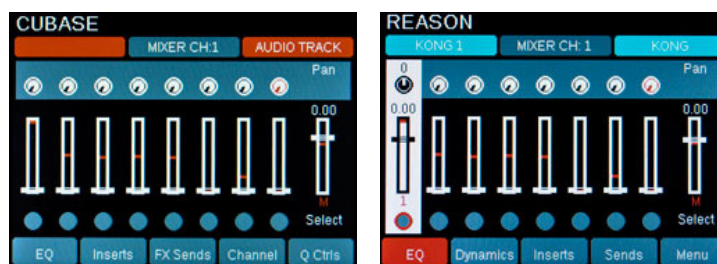 CUBASE
MIXER CH:1 AUDIO TRACK
Pan
0.00
M
Select
EQ Inserts FX Sends Channel Q Ctrls
REASON
KONG 1 MIXER CH: 1 KONG
0 Pan
0.00 0.00
1 M
Select
EQ Dynamics Inserts Sends Menu